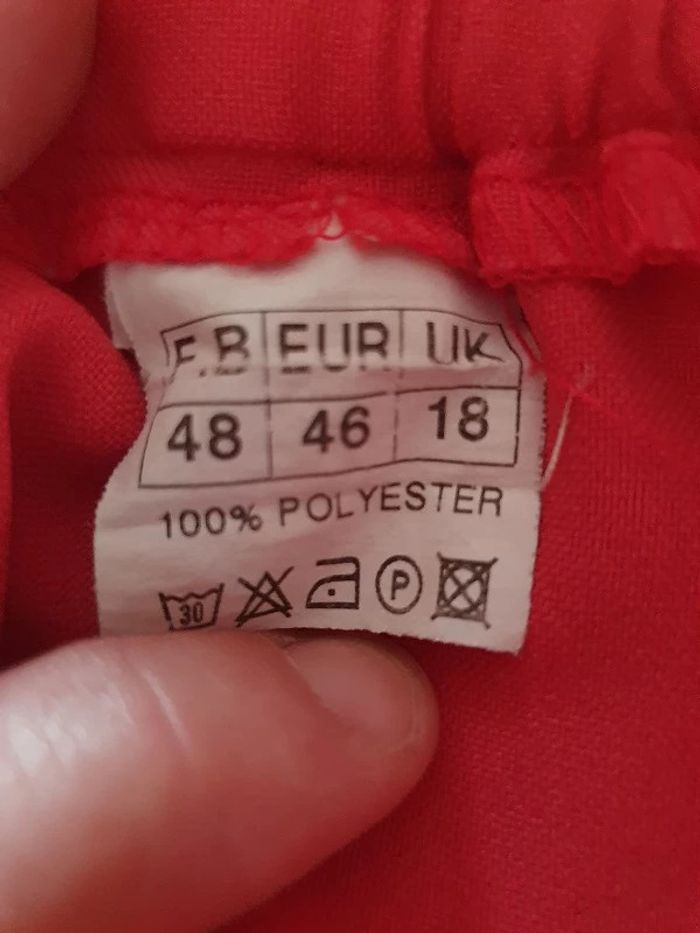 F.B EUR UK
48 46 18
100% POLYESTER
30 P